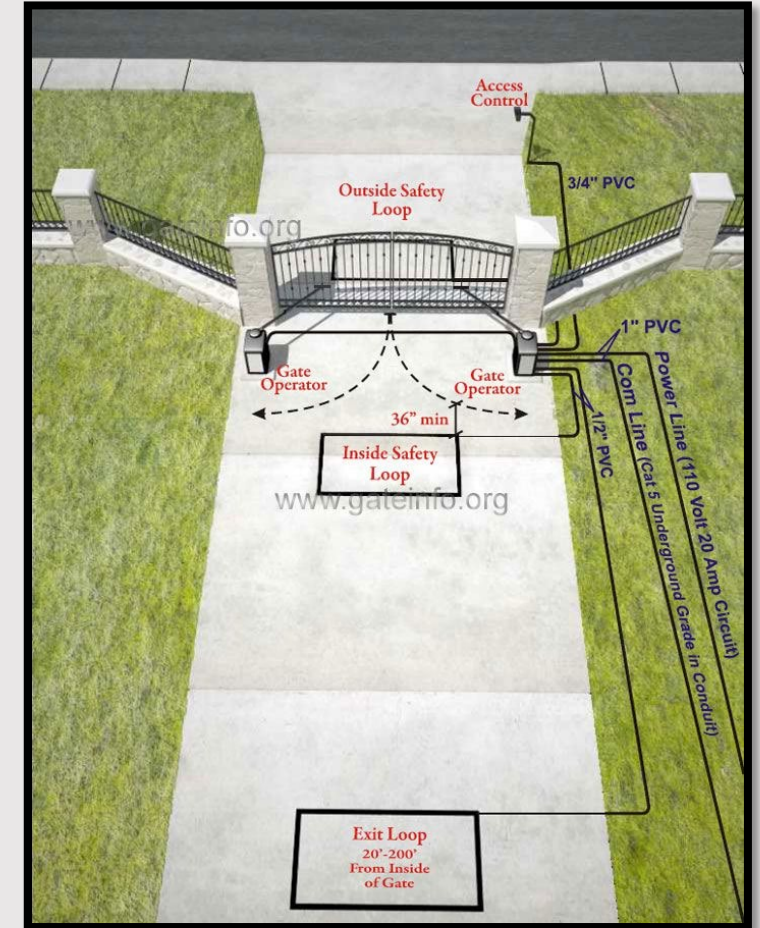 Access
Control
3/4" PVC
Outside Safety
Loop
www.gateinfo.org
1" PVC
Power Line (110 Volt 20 Amp Circuit)
Com Line (Cat 5 Underground Grade in Conduit)
Gate
Operator
Gate
Operator
36” min
1/2" PVC
Inside Safety
Loop
www.gateinfo.org
Exit Loop
20’-200’
From Inside
of Gate